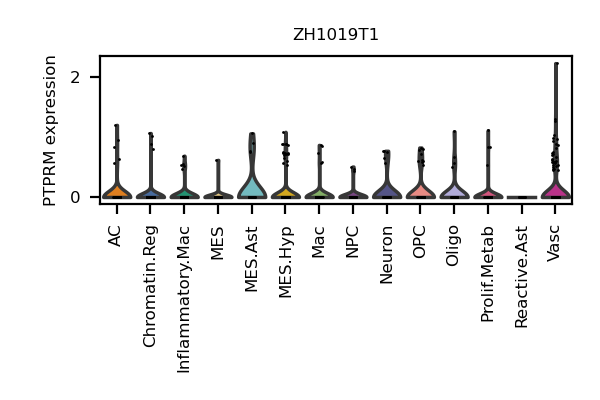 ZH1019T1
PTPRM expression
2
0
AC
Chromatin.Reg
Inflammatory.Mac
MES
MES.Ast
MES.Hyp
Mac
NPC
Neuron
OPC
Oligo
Prolif.Metab
Reactive.Ast
Vasc